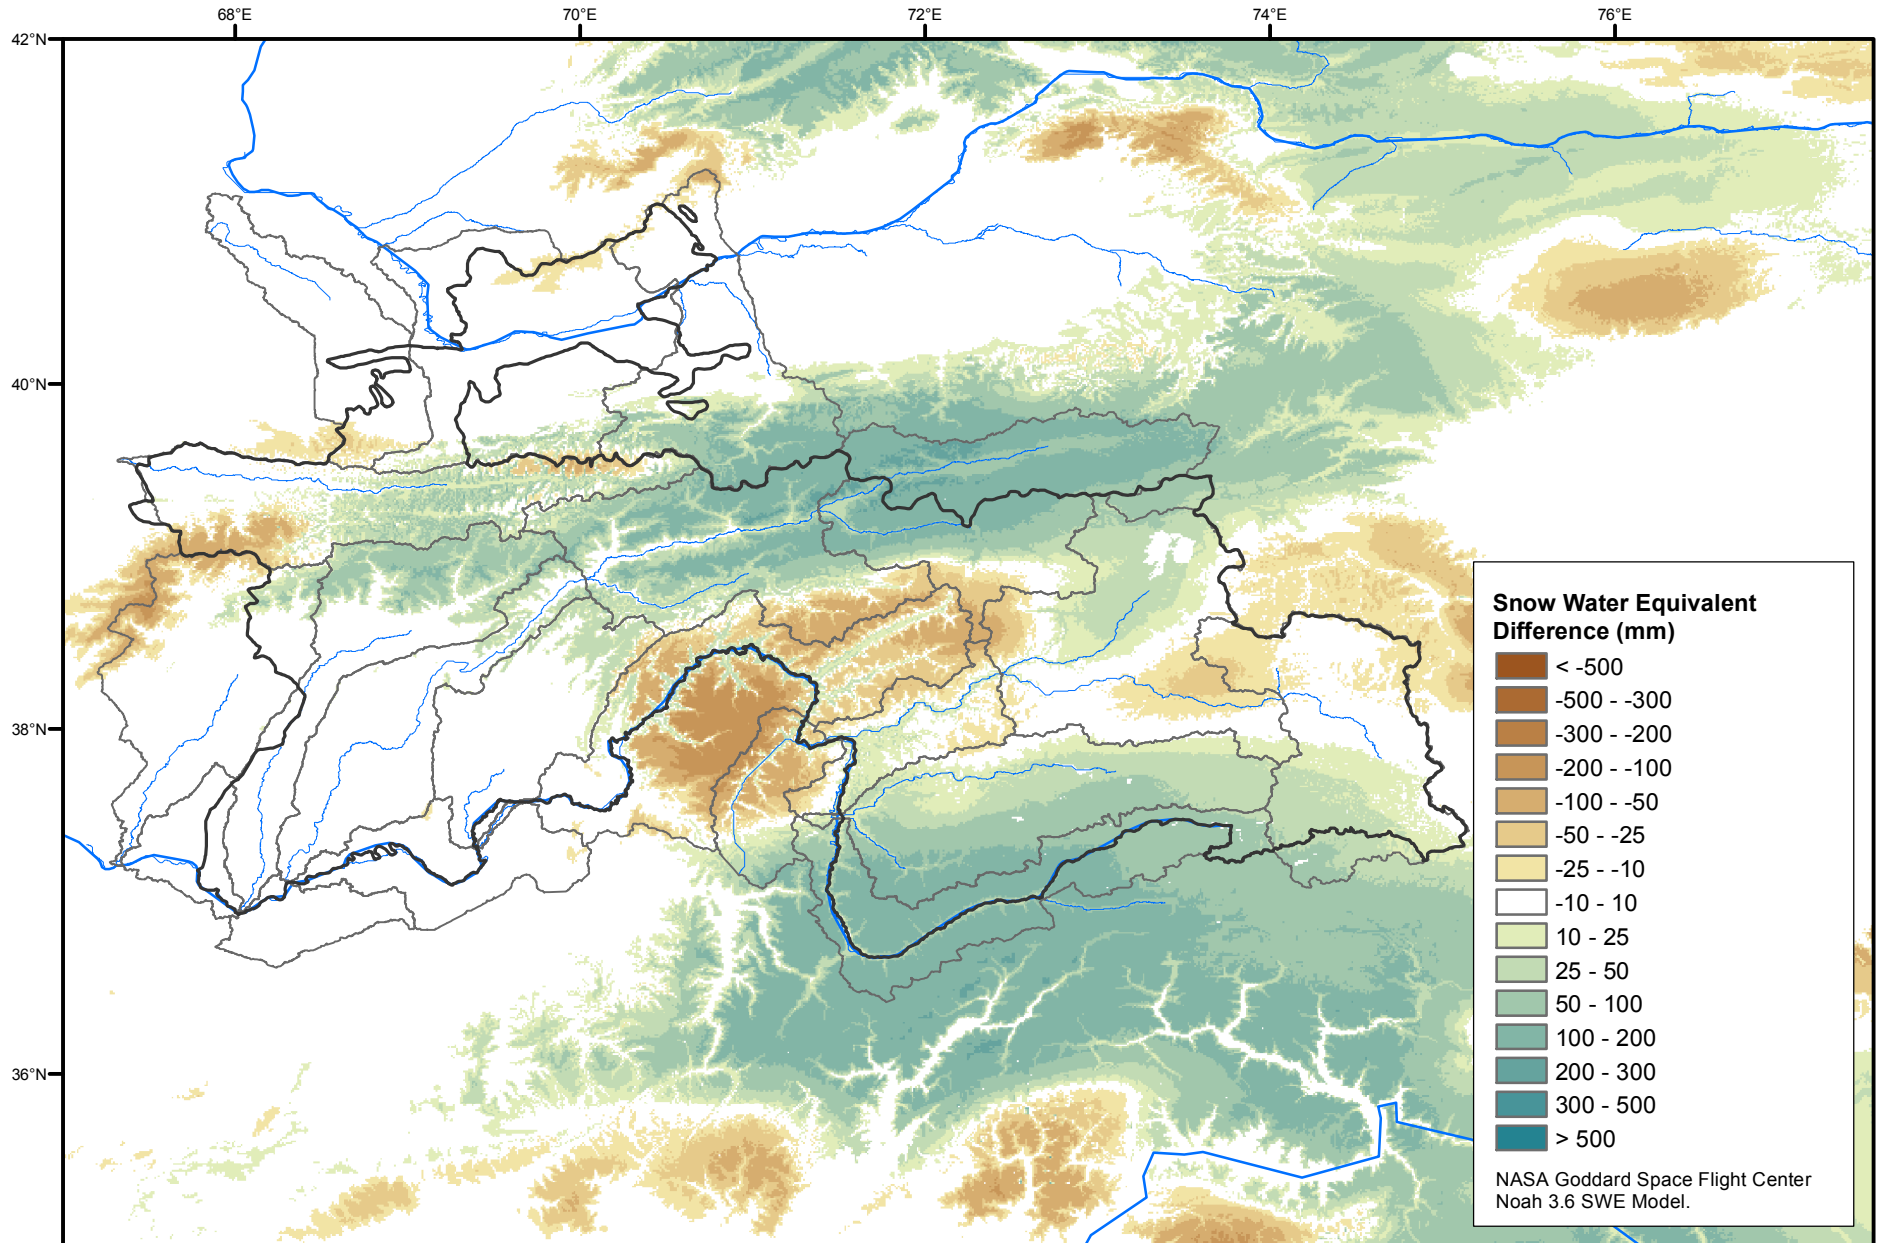 68°E
70°E
72°E
74°E
76°E
42°N
40°N
38°N
36°N
Snow Water Equivalent
Difference (mm)
< -500
-500 - -300
-300 - -200
-200 - -100
-100 - -50
-50 - -25
-25 - -10
-10 - 10
10 - 25
25 - 50
50 - 100
100 - 200
200 - 300
300 - 500
> 500
NASA Goddard Space Flight Center
Noah 3.6 SWE Model.